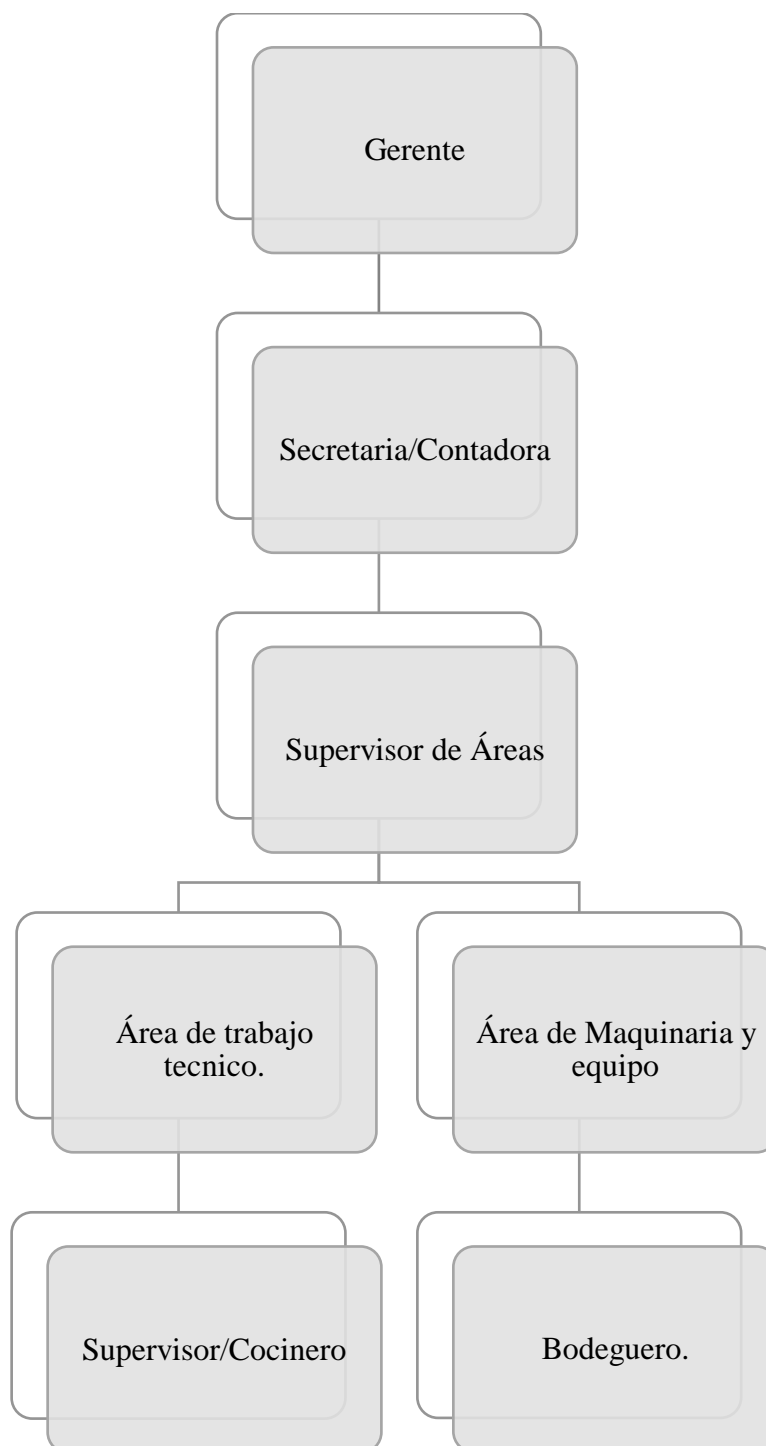 Gerente
Secretaria/Contadora
Supervisor de Áreas
Área de trabajo
tecnico.
Área de Maquinaria y
equipo
Supervisor/Cocinero
Bodeguero.